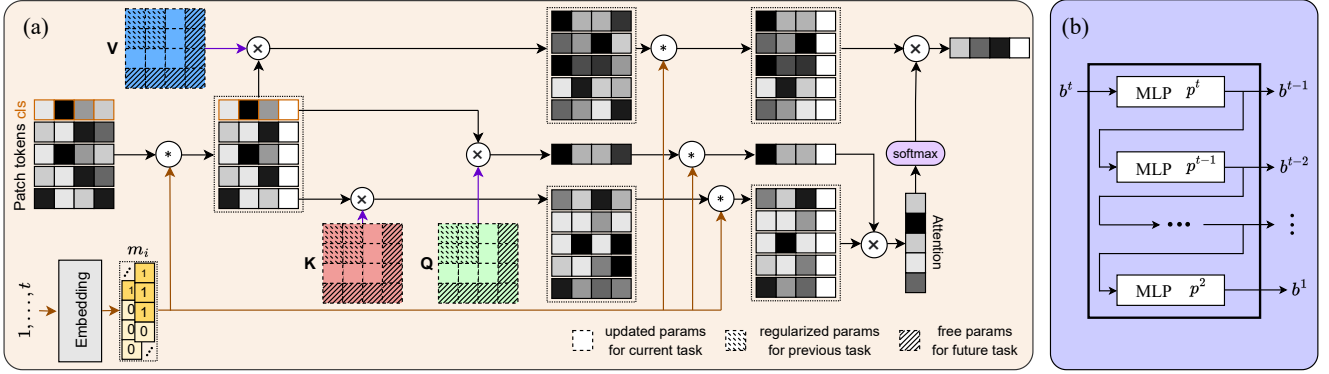 (a)
V
×
*
×
Patch tokens cls
*
×
*
softmax
×
*
×
Attention
K
Q
m_i
1,…,t
Embedding
⋰
1
1
1
0
1
0
0
0
⋰
updated params
for current task
regularized params
for previous task
free params
for future task
(b)
b^t
MLP p^t
b^{t−1}
MLP p^{t−1}
b^{t−2}
•••
⋮
MLP p^2
b^1